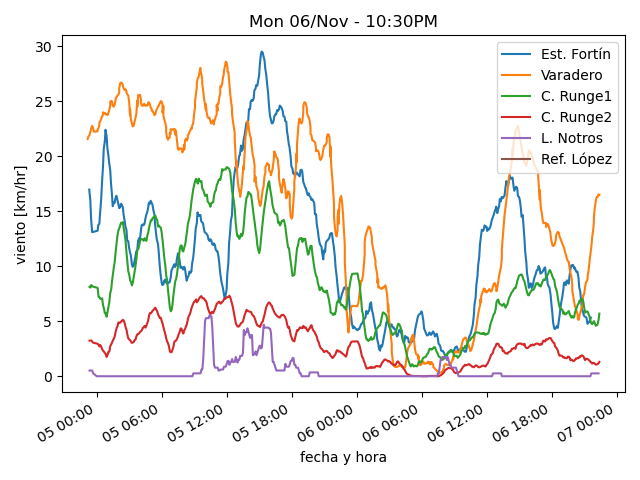 Mon 06/Nov - 10:30PM
viento [km/hr]
30
25
20
15
10
5
0
Est. Fortín
Varadero
C. Runge1
C. Runge2
L. Notros
Ref. López
05 00:00
05 06:00
05 12:00
05 18:00
06 00:00
06 06:00
06 12:00
06 18:00
07 00:00
fecha y hora